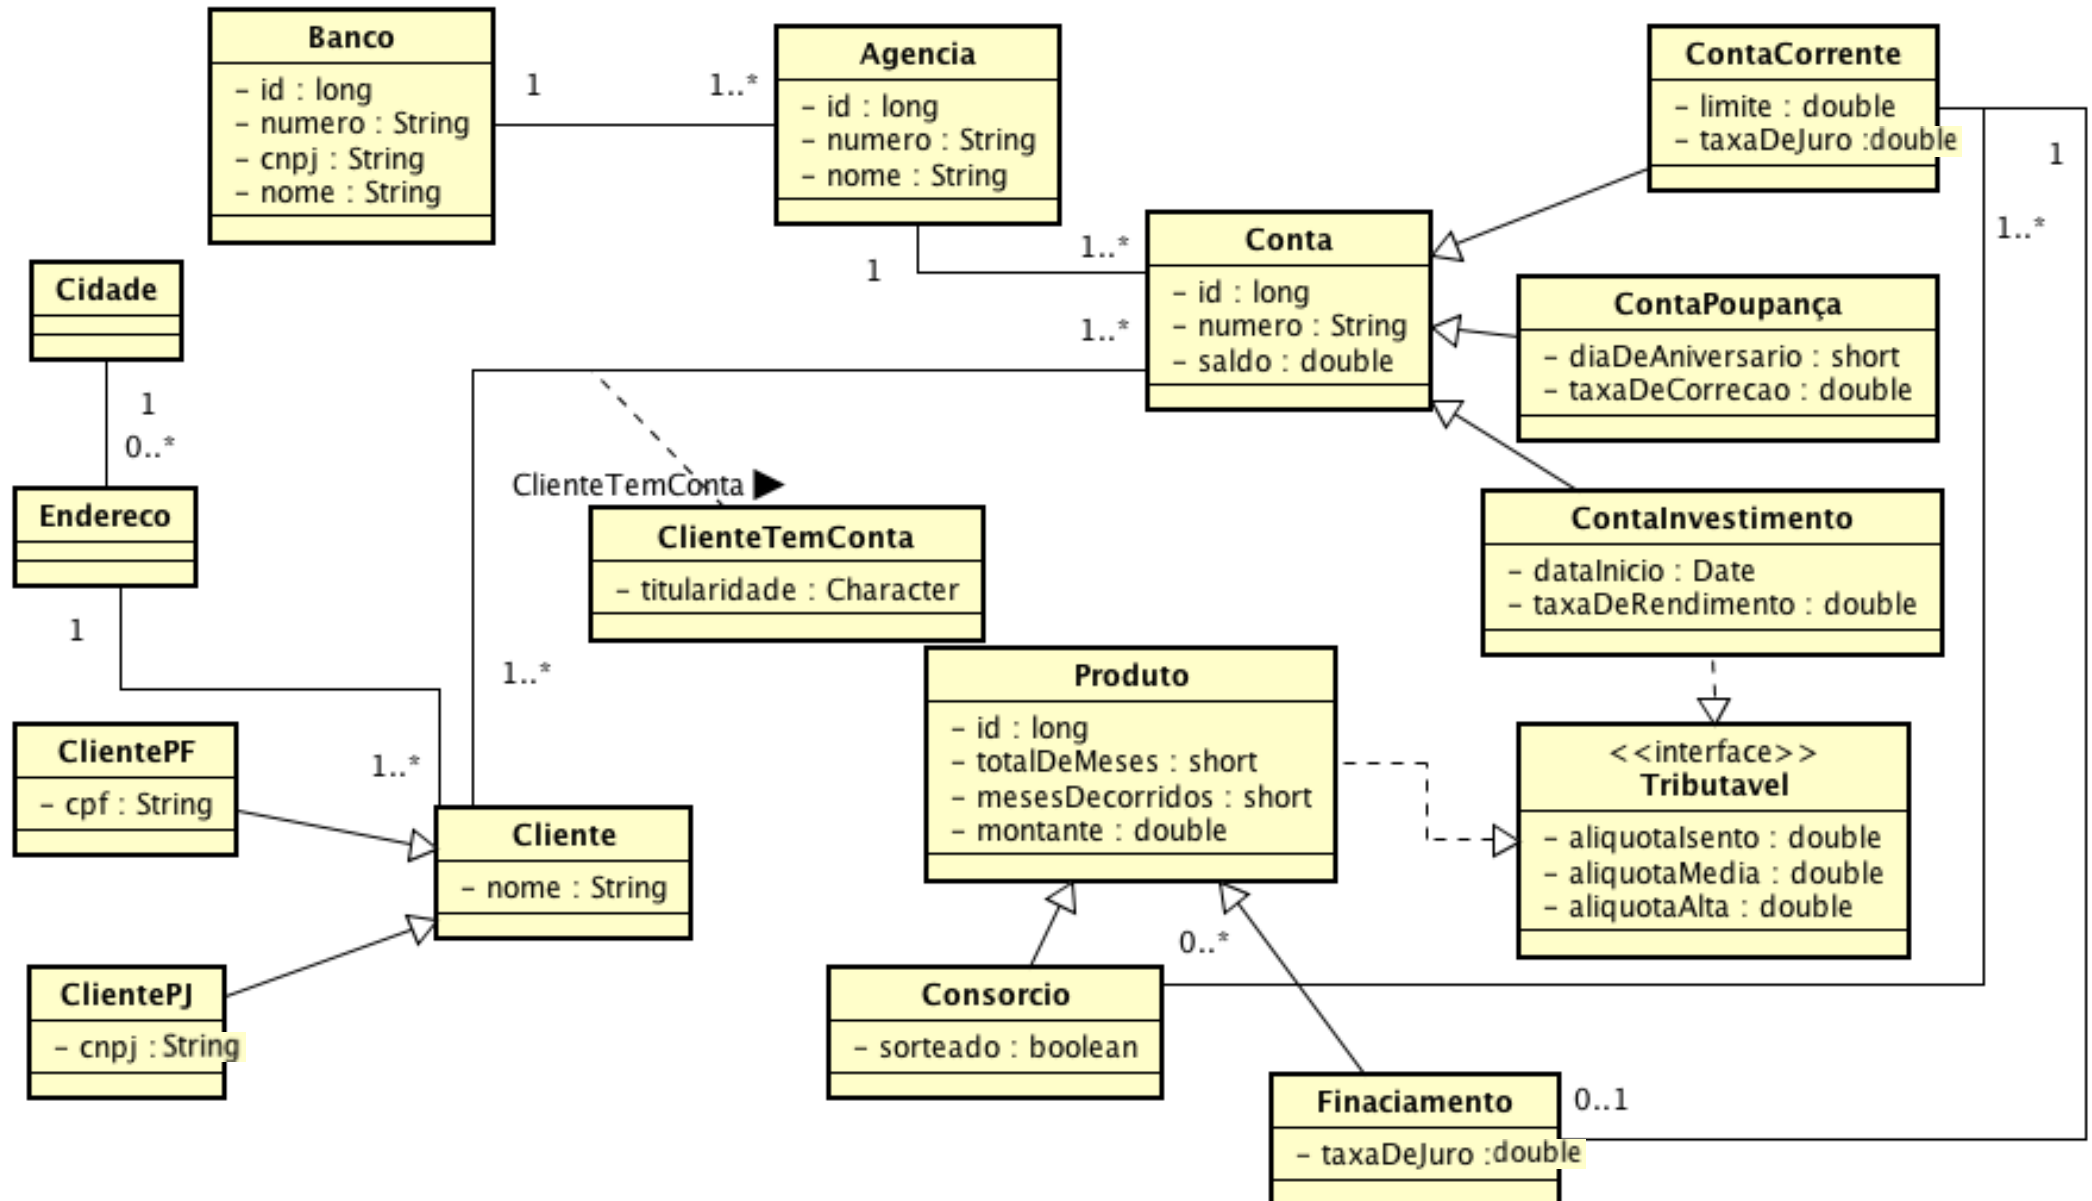 Banco
– id : long
– numero : String
– cnpj : String
– nome : String
1
1..*
Agencia
– id : long
– numero : String
– nome : String
1
1..*
Conta
– id : long
– numero : String
– saldo : double
1..*
ContaCorrente
– limite : double
– taxaDeJuro :double
1
1..*
ContaPoupança
– diaDeAniversario : short
– taxaDeCorrecao : double
ContaInvestimento
– dataInicio : Date
– taxaDeRendimento : double
Cidade
1
0..*
Endereco
1
1..*
ClienteTemConta ▶
ClienteTemConta
– titularidade : Character
1..*
ClientePF
– cpf : String
Cliente
– nome : String
ClientePJ
– cnpj :String
Produto
– id : long
– totalDeMeses : short
– mesesDecorridos : short
– montante : double
<<interface>>
Tributavel
– aliquotaIsento : double
– aliquotaMedia : double
– aliquotaAlta : double
0..*
Consorcio
– sorteado : boolean
Finaciamento
– taxaDeJuro :double
0..1